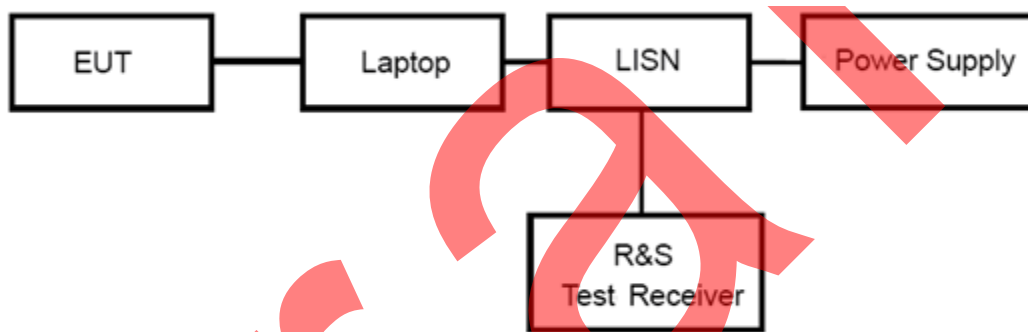 EUT
Laptop
LISN
Power Supply
R&S
Test Receiver